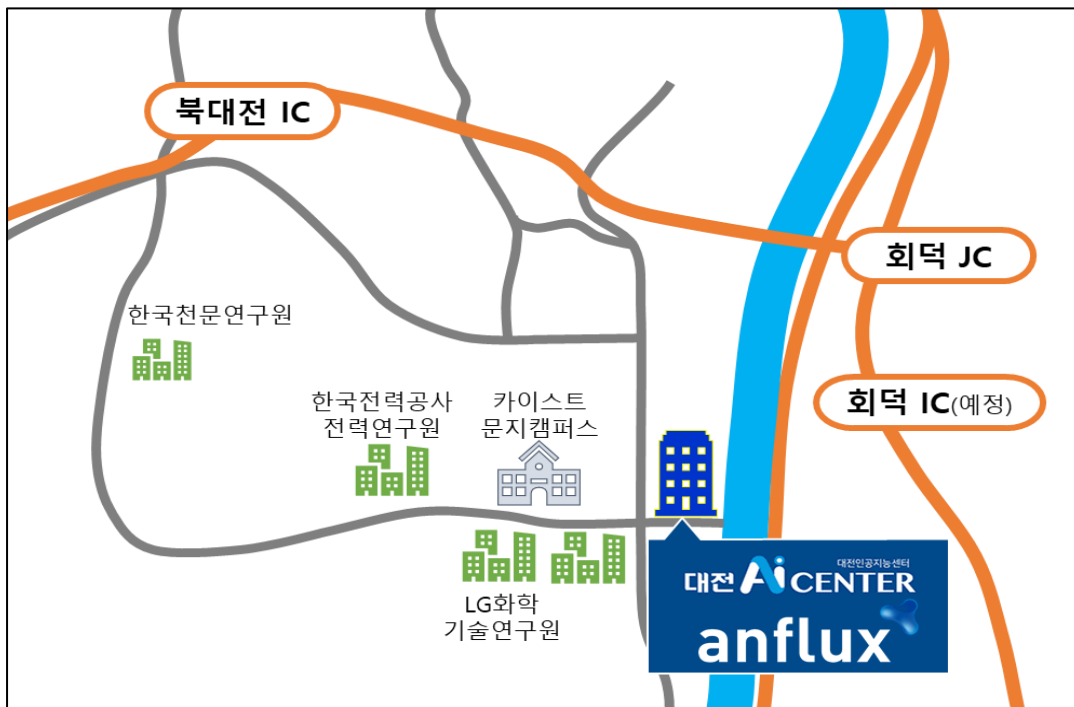 북대전 IC
회덕 JC
한국천문연구원
회덕 IC(예정)
한국전력공사
전력연구원
카이스트
문지캠퍼스
LG화학
기술연구원
대전인공지능센터
대전 Ai CENTER
anflux